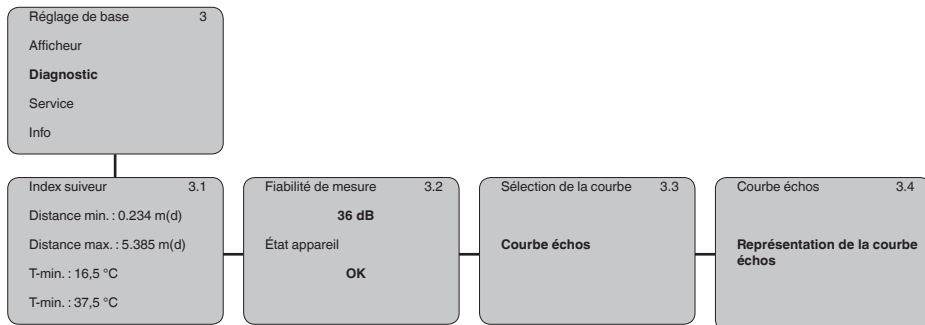 Réglage de base 3
Afficheur
Diagnostic
Service
Info
Index suiveur 3.1
Distance min. : 0.234 m(d)
Distance max. : 5.385 m(d)
T-min. : 16,5 °C
T-min. : 37,5 °C
Fiabilité de mesure 3.2
36 dB
État appareil
OK
Sélection de la courbe 3.3
Courbe échos
Courbe échos 3.4
Représentation de la courbe
échos